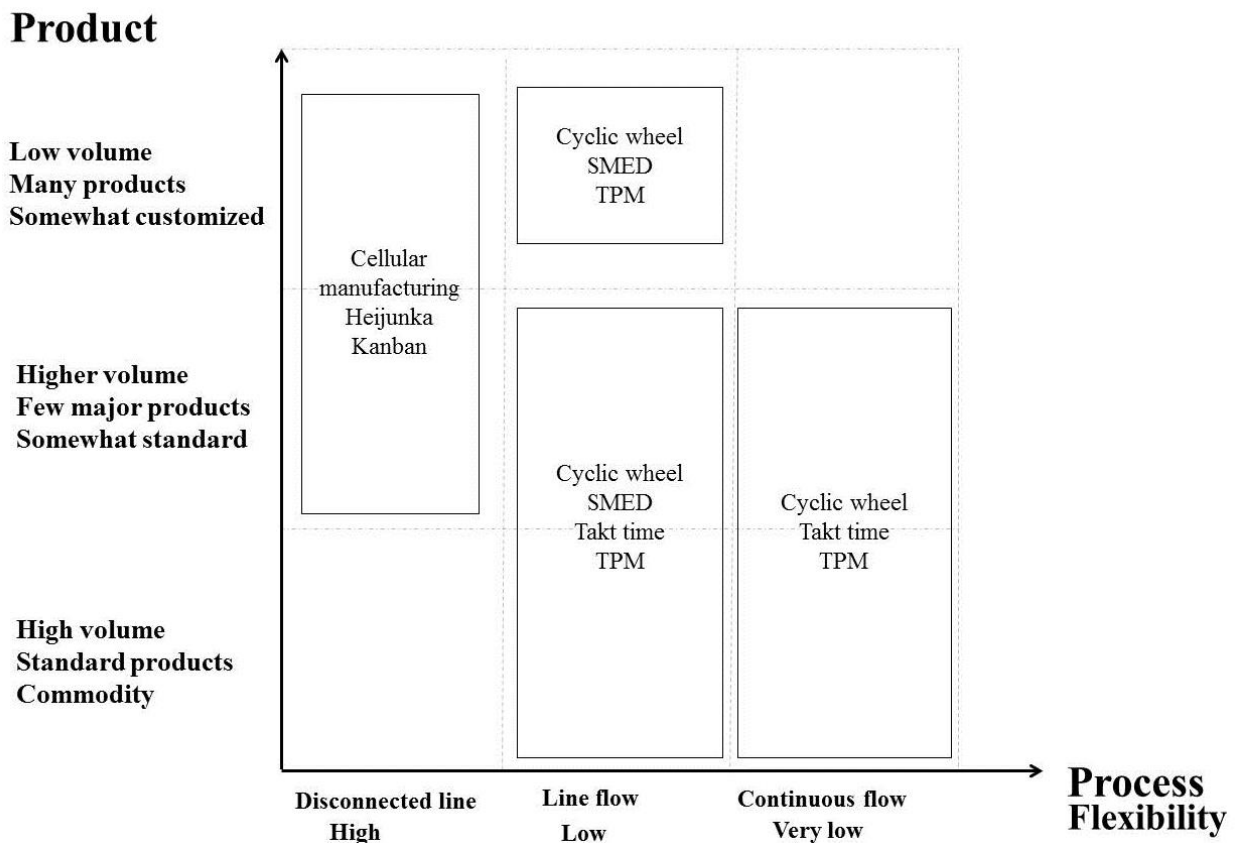 Product
Low volume
Many products
Somewhat customized
Cyclic wheel
SMED
TPM
Cellular
manufacturing
Heijunka
Kanban
Higher volume
Few major products
Somewhat standard
Cyclic wheel
SMED
Takt time
TPM
Cyclic wheel
Takt time
TPM
High volume
Standard products
Commodity
Disconnected line
High
Line flow
Low
Continuous flow
Very low
Process
Flexibility